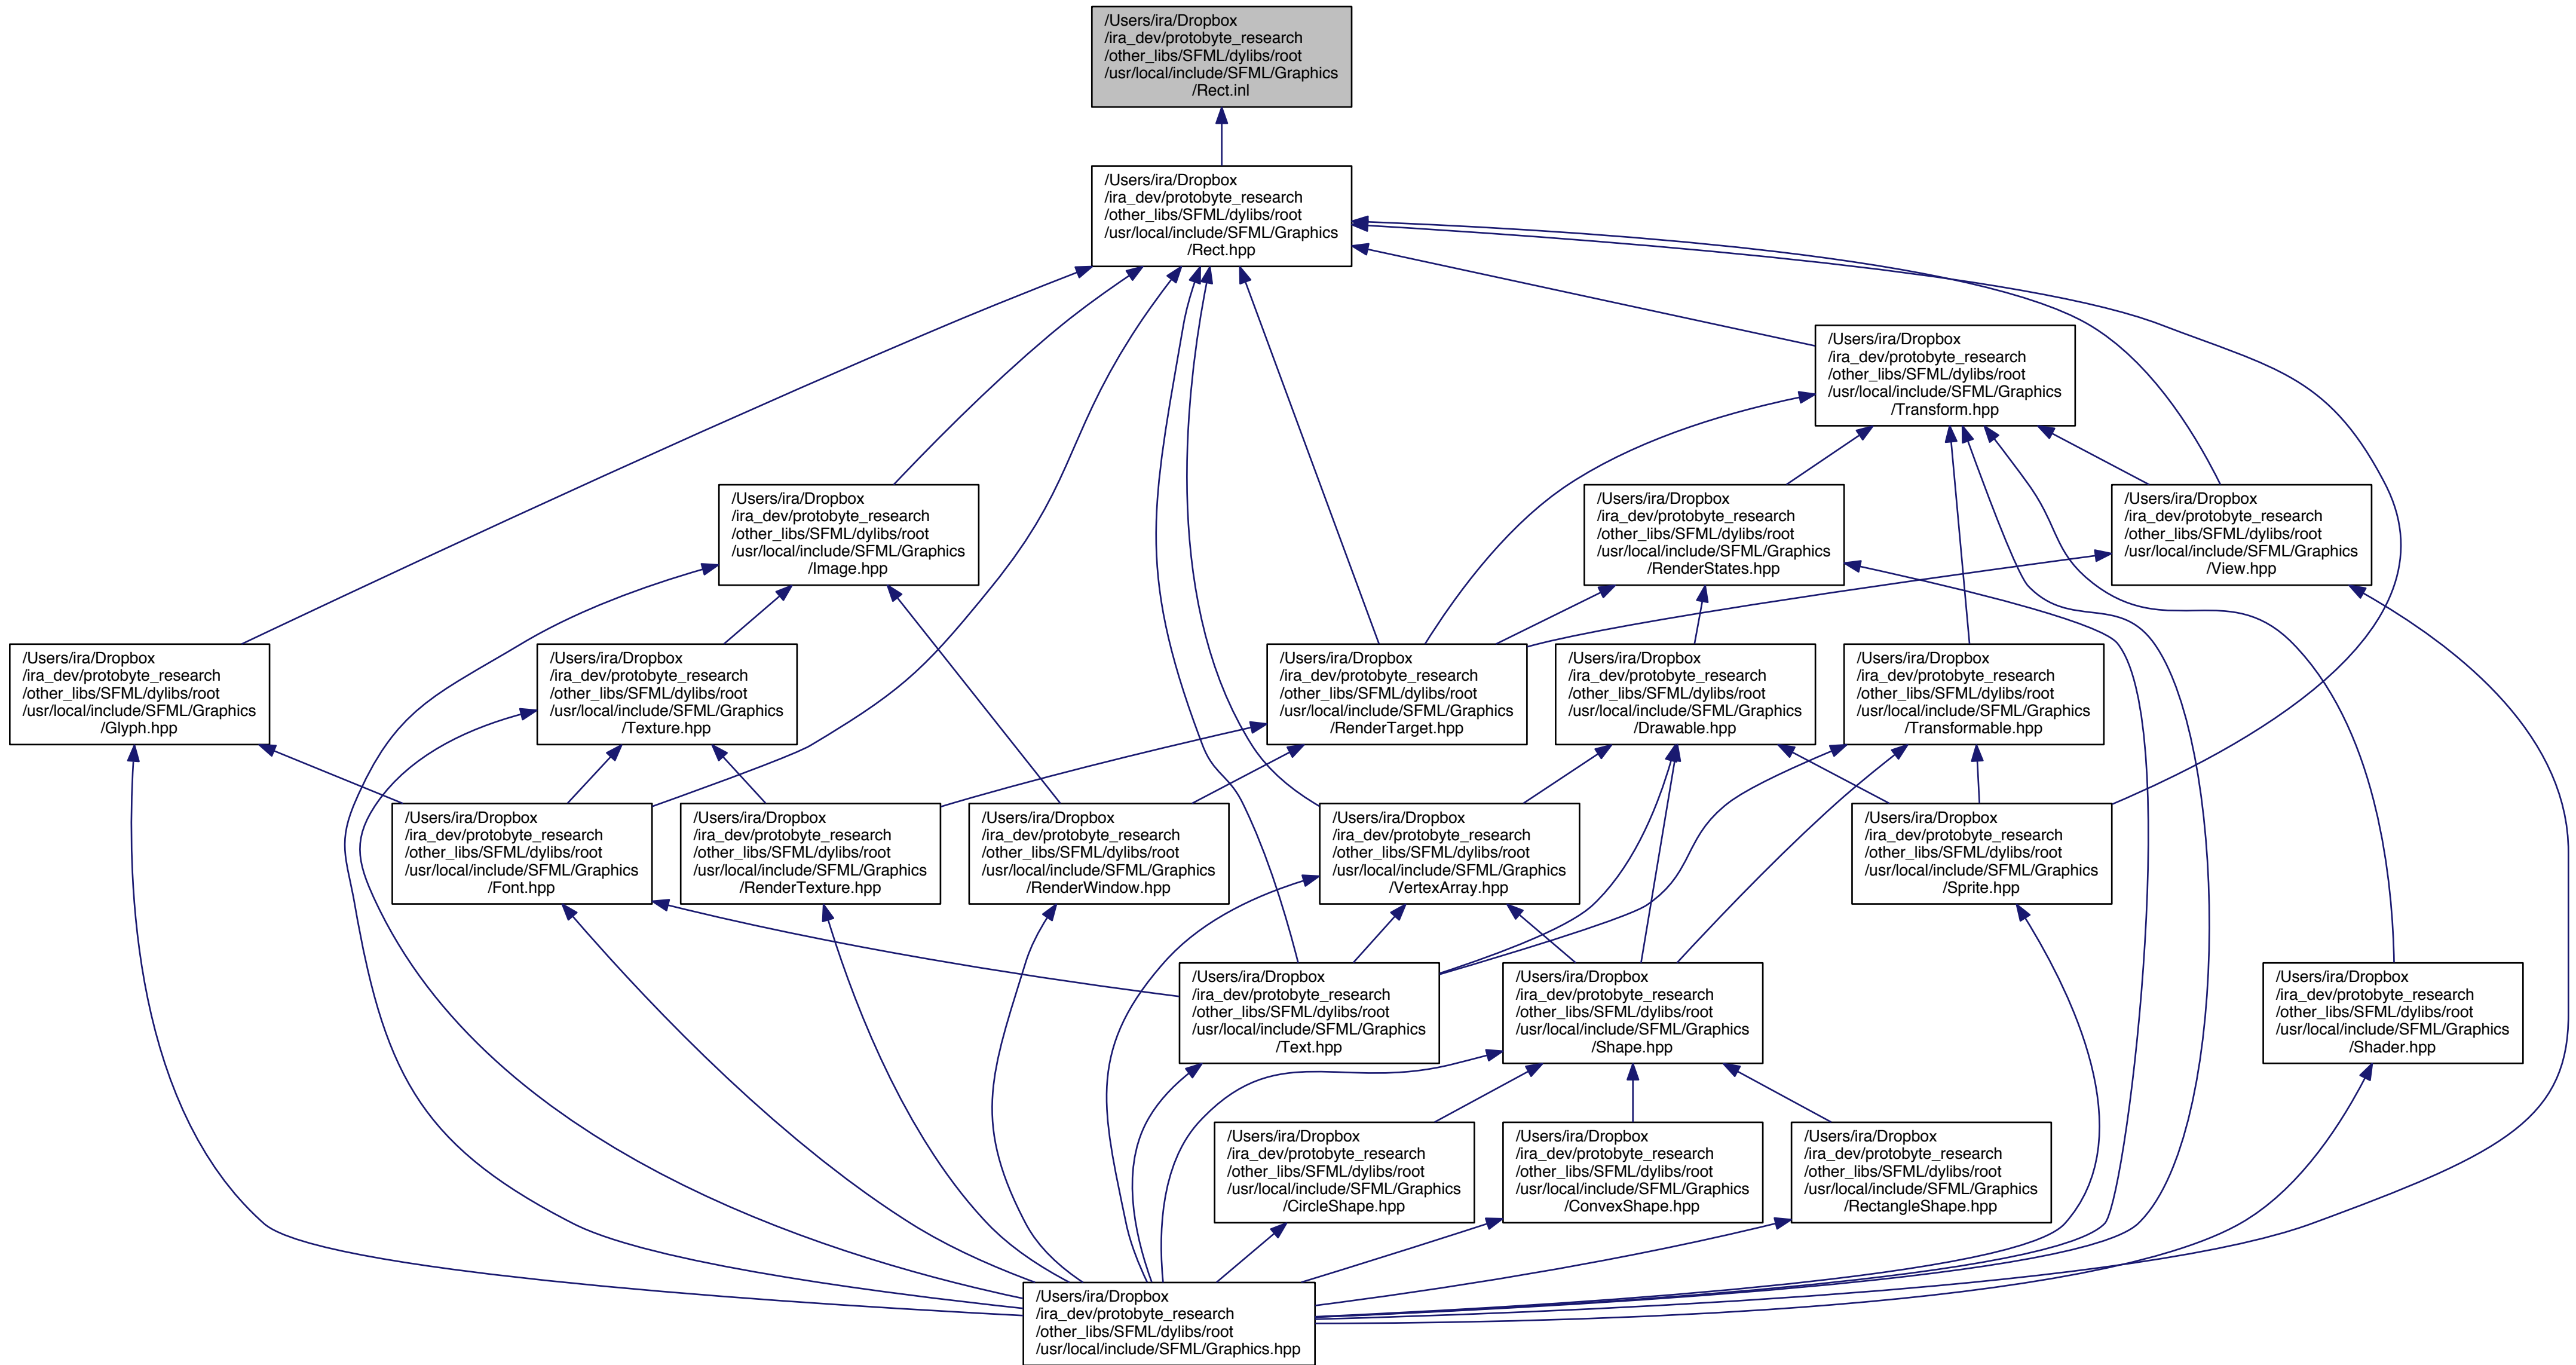 /Users/ira/Dropbox
/ira_dev/protobyte_research
/other_libs/SFML/dylibs/root
/usr/local/include/SFML/Graphics
/Rect.inl
/Users/ira/Dropbox
/ira_dev/protobyte_research
/other_libs/SFML/dylibs/root
/usr/local/include/SFML/Graphics
/Rect.hpp
/Users/ira/Dropbox
/ira_dev/protobyte_research
/other_libs/SFML/dylibs/root
/usr/local/include/SFML/Graphics
/Transform.hpp
/Users/ira/Dropbox
/ira_dev/protobyte_research
/other_libs/SFML/dylibs/root
/usr/local/include/SFML/Graphics
/Image.hpp
/Users/ira/Dropbox
/ira_dev/protobyte_research
/other_libs/SFML/dylibs/root
/usr/local/include/SFML/Graphics
/RenderStates.hpp
/Users/ira/Dropbox
/ira_dev/protobyte_research
/other_libs/SFML/dylibs/root
/usr/local/include/SFML/Graphics
/View.hpp
/Users/ira/Dropbox
/ira_dev/protobyte_research
/other_libs/SFML/dylibs/root
/usr/local/include/SFML/Graphics
/Glyph.hpp
/Users/ira/Dropbox
/ira_dev/protobyte_research
/other_libs/SFML/dylibs/root
/usr/local/include/SFML/Graphics
/Texture.hpp
/Users/ira/Dropbox
/ira_dev/protobyte_research
/other_libs/SFML/dylibs/root
/usr/local/include/SFML/Graphics
/RenderTarget.hpp
/Users/ira/Dropbox
/ira_dev/protobyte_research
/other_libs/SFML/dylibs/root
/usr/local/include/SFML/Graphics
/Drawable.hpp
/Users/ira/Dropbox
/ira_dev/protobyte_research
/other_libs/SFML/dylibs/root
/usr/local/include/SFML/Graphics
/Transformable.hpp
/Users/ira/Dropbox
/ira_dev/protobyte_research
/other_libs/SFML/dylibs/root
/usr/local/include/SFML/Graphics
/Font.hpp
/Users/ira/Dropbox
/ira_dev/protobyte_research
/other_libs/SFML/dylibs/root
/usr/local/include/SFML/Graphics
/RenderTexture.hpp
/Users/ira/Dropbox
/ira_dev/protobyte_research
/other_libs/SFML/dylibs/root
/usr/local/include/SFML/Graphics
/RenderWindow.hpp
/Users/ira/Dropbox
/ira_dev/protobyte_research
/other_libs/SFML/dylibs/root
/usr/local/include/SFML/Graphics
/VertexArray.hpp
/Users/ira/Dropbox
/ira_dev/protobyte_research
/other_libs/SFML/dylibs/root
/usr/local/include/SFML/Graphics
/Sprite.hpp
/Users/ira/Dropbox
/ira_dev/protobyte_research
/other_libs/SFML/dylibs/root
/usr/local/include/SFML/Graphics
/Text.hpp
/Users/ira/Dropbox
/ira_dev/protobyte_research
/other_libs/SFML/dylibs/root
/usr/local/include/SFML/Graphics
/Shape.hpp
/Users/ira/Dropbox
/ira_dev/protobyte_research
/other_libs/SFML/dylibs/root
/usr/local/include/SFML/Graphics
/Shader.hpp
/Users/ira/Dropbox
/ira_dev/protobyte_research
/other_libs/SFML/dylibs/root
/usr/local/include/SFML/Graphics
/CircleShape.hpp
/Users/ira/Dropbox
/ira_dev/protobyte_research
/other_libs/SFML/dylibs/root
/usr/local/include/SFML/Graphics
/ConvexShape.hpp
/Users/ira/Dropbox
/ira_dev/protobyte_research
/other_libs/SFML/dylibs/root
/usr/local/include/SFML/Graphics
/RectangleShape.hpp
/Users/ira/Dropbox
/ira_dev/protobyte_research
/other_libs/SFML/dylibs/root
/usr/local/include/SFML/Graphics.hpp